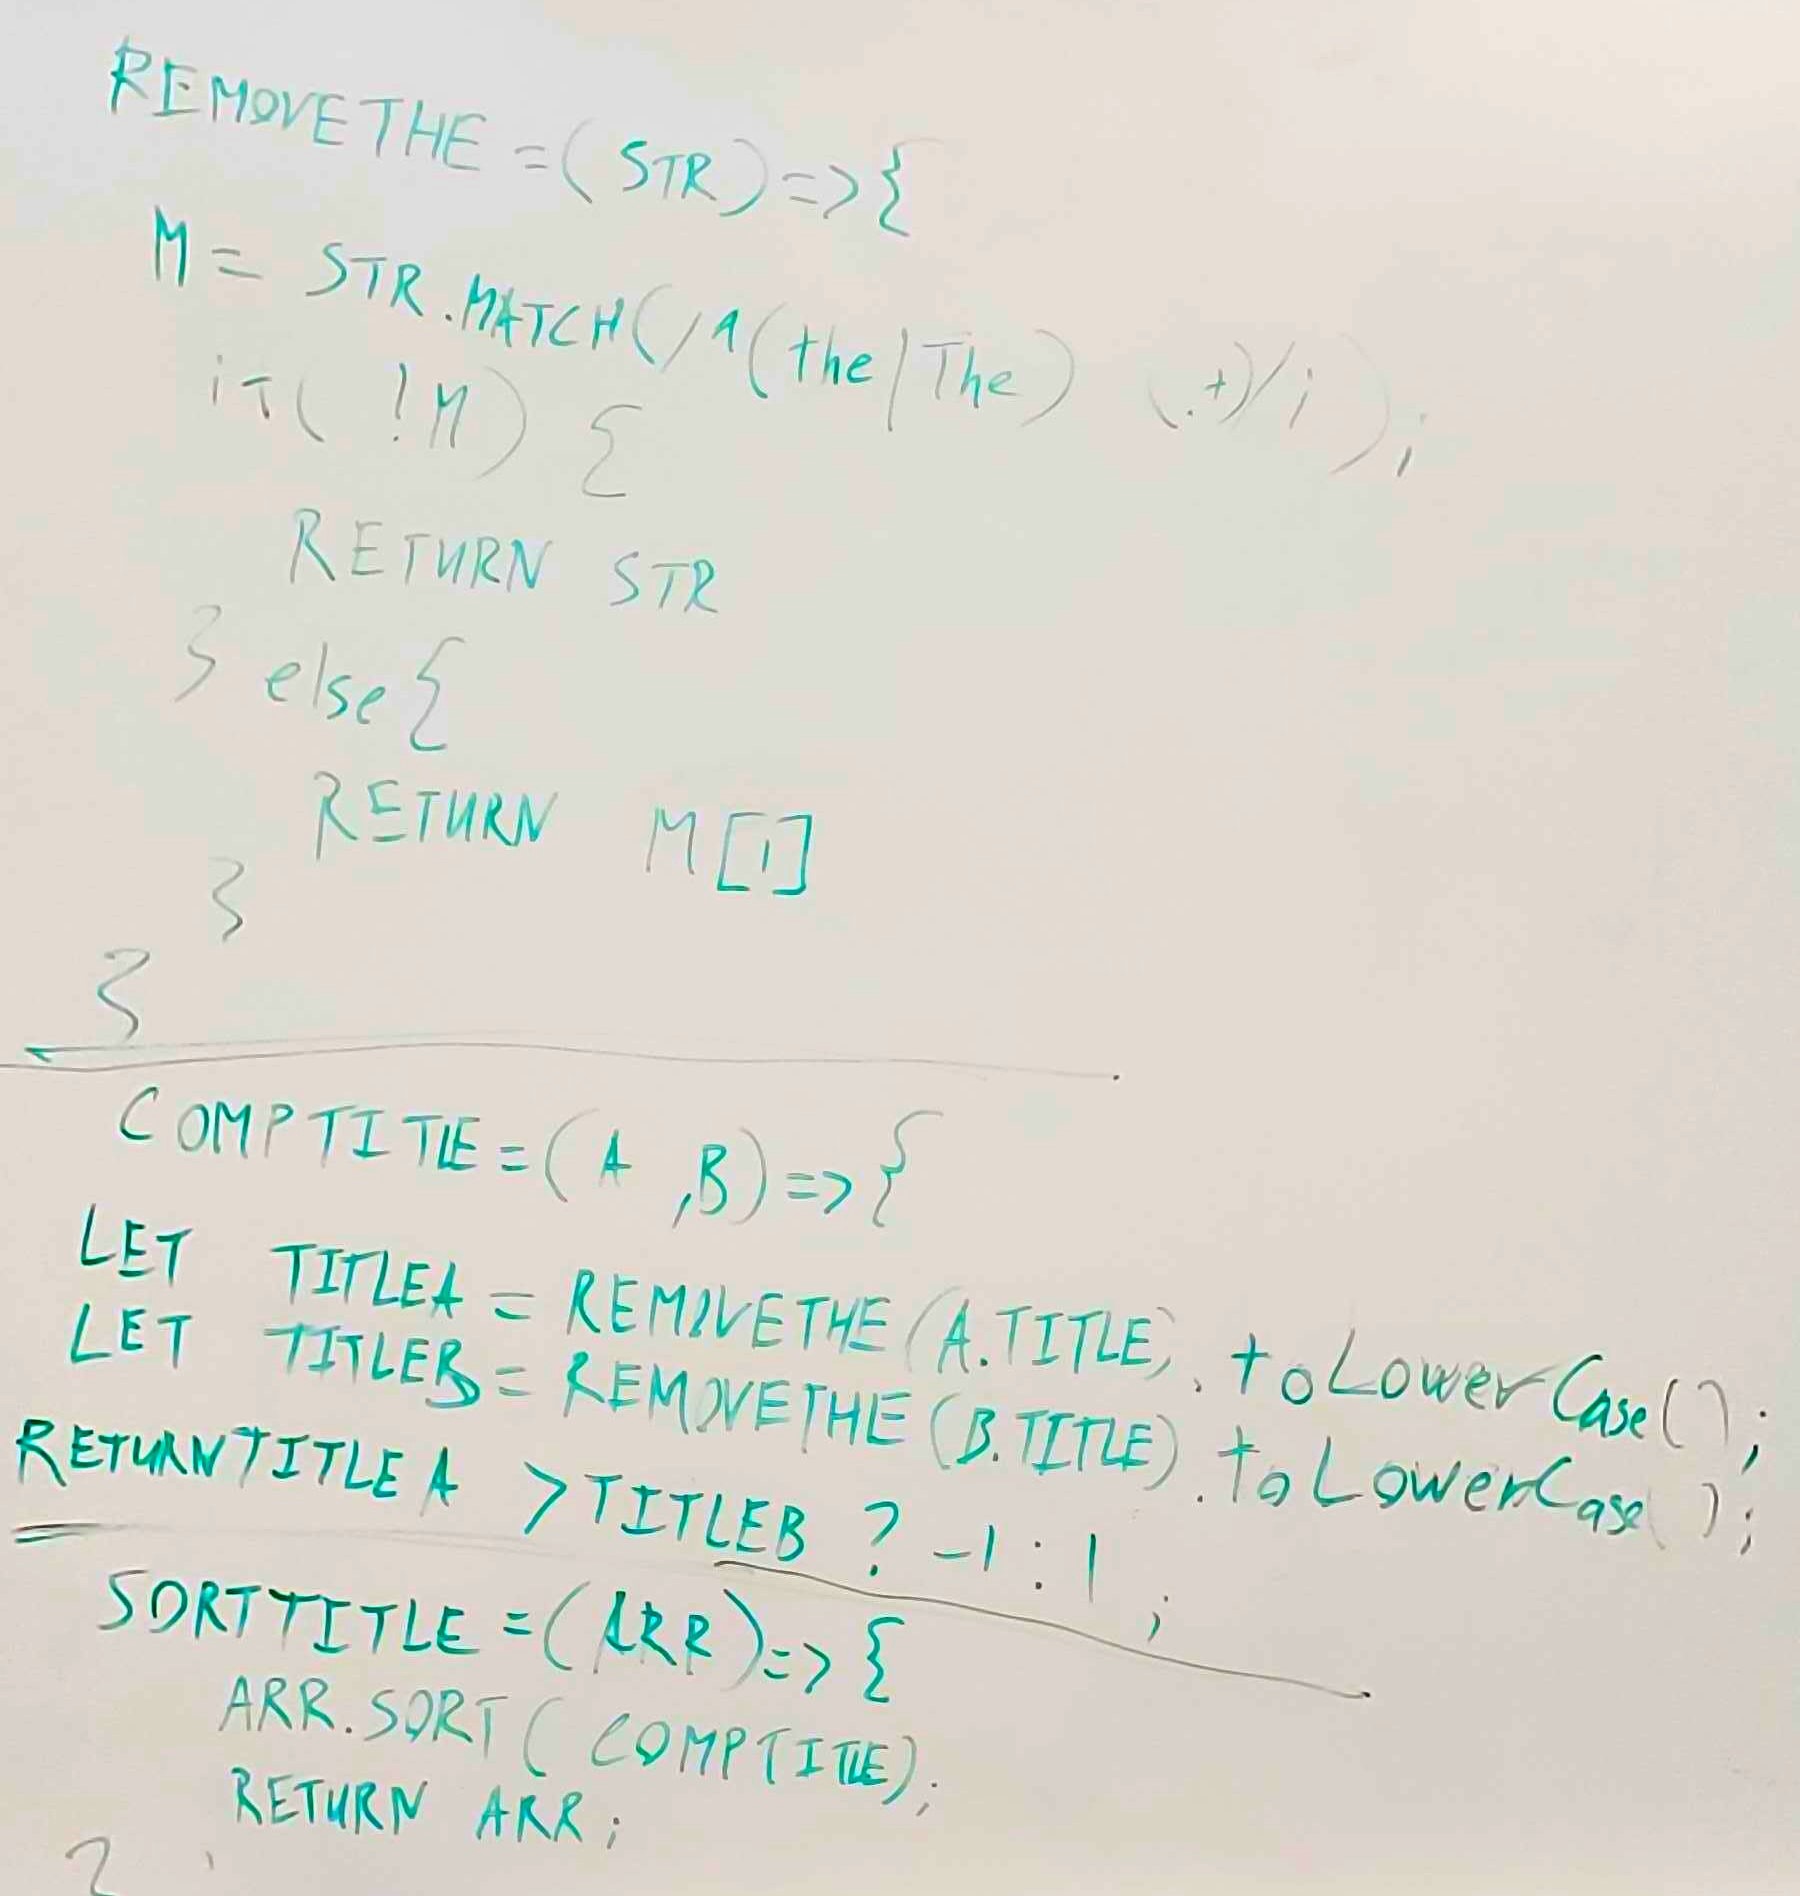 REMOVETHE = (STR) => {
M = STR.MATCH(/^(the|The) (.+)/i);
if( !M) {
RETURN STR
} else {
RETURN M[1]
}
}
COMPTITLE = (A ,B) => {
LET TITLEA = REMOVETHE (A.TITLE).toLowerCase();
LET TITLEB = REMOVETHE (B.TITLE).toLowerCase();
RETURN TITLEA > TITLEB ? -1 : 1 ;
SORTTITLE = (ARR) => {
ARR.SORT( COMPTITLE);
RETURN ARR;
}